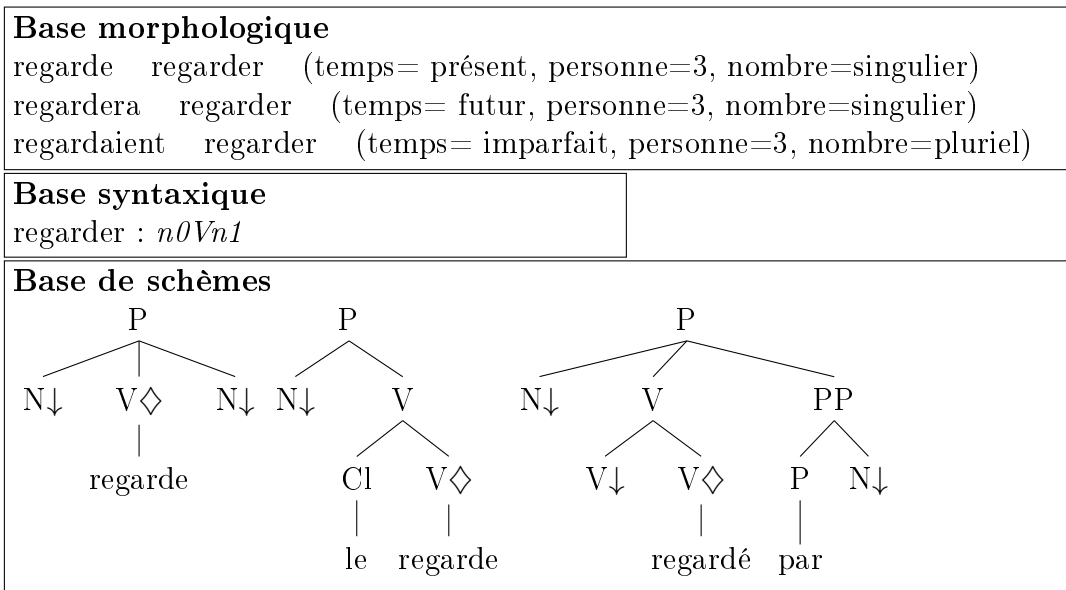 Base morphologique
regarde regarder (temps= présent, personne=3, nombre=singulier)
regardera regarder (temps= futur, personne=3, nombre=singulier)
regardaient regarder (temps= imparfait, personne=3, nombre=pluriel)
Base syntaxique
regarder : n0Vn1
Base de schèmes
P P P
N↓ V◇ N↓ N↓ V N↓ V PP
regarde Cl V◇ V↓ V◇ P N↓
le regarde regardé par